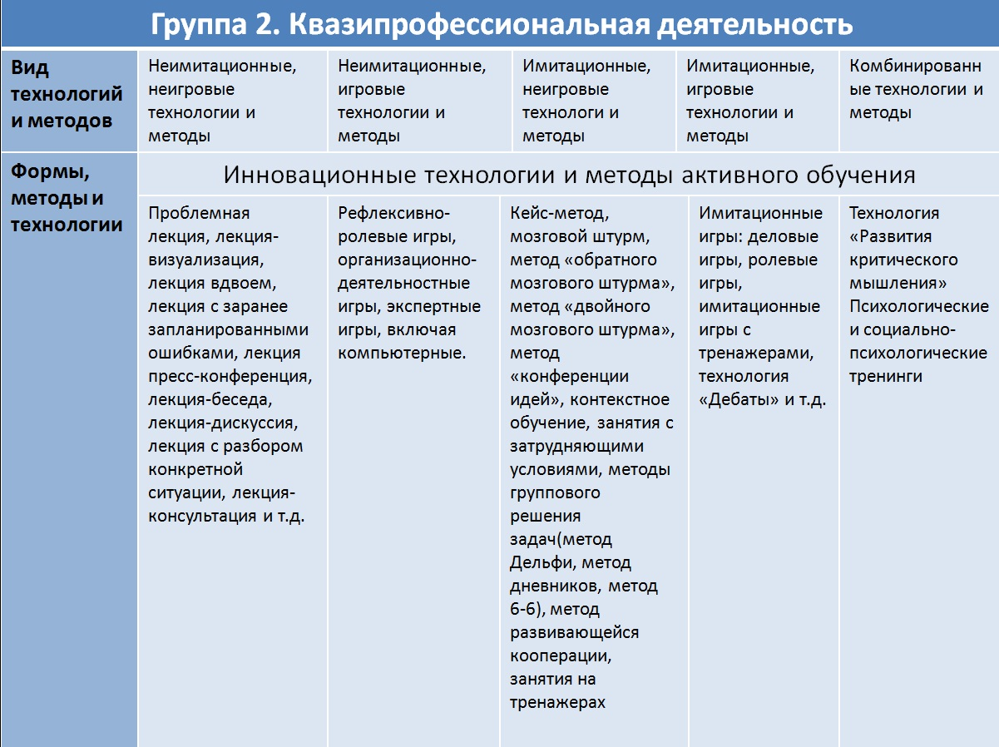 Группа 2. Квазипрофессиональная деятельность
Вид
технологий
и методов
Неимитационные,
неигровые
технологии и
методы
Неимитационные,
игровые
технологии и
методы
Имитационные,
неигровые
технологи и
методы
Имитационные,
игровые
технологии и
методы
Комбинированн
ые технологии и
методы
Формы,
методы и
технологии
Инновационные технологии и методы активного обучения
Проблемная
лекция, лекция-
визуализация,
лекция вдвоем,
лекция с заранее
запланированными
ошибками, лекция
пресс-конференция,
лекция-беседа,
лекция-дискуссия,
лекция с разбором
конкретной
ситуации, лекция-
консультация и т.д.
Рефлексивно-
ролевые игры,
организационно-
деятельностные
игры, экспертные
игры, включая
компьютерные.
Кейс-метод,
мозговой штурм,
метод «обратного
мозгового штурма»,
метод «двойного
мозгового штурма»,
метод
«конференции
идей», контекстное
обучение, занятия с
затрудняющими
условиями, методы
группового
решения
задач(метод
Дельфи, метод
дневников, метод
6-6), метод
развивающейся
кооперации,
занятия на
тренажерах
Имитационные
игры: деловые
игры, ролевые
игры,
имитационные
игры с
тренажерами,
технология
«Дебаты» и т.д.
Технология
«Развития
критического
мышления»
Психологические
и социально-
психологические
тренинги